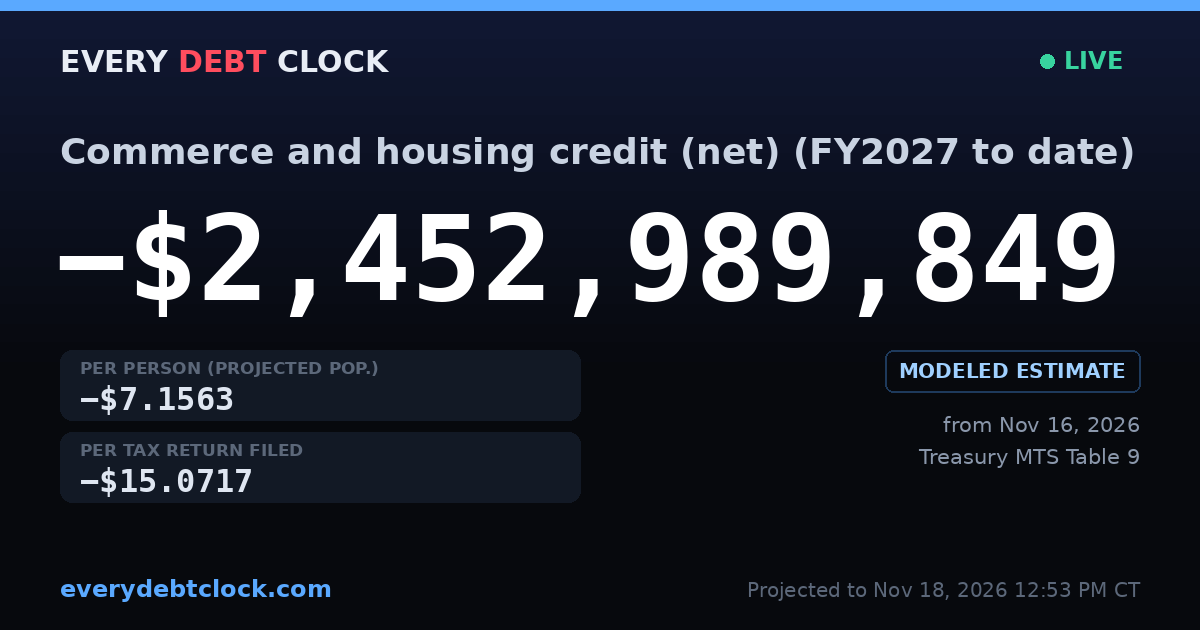 EVERY DEBT CLOCK
LIVE
Commerce and housing credit (net) (FY2027 to date)
−$2,452,989,849
PER PERSON (PROJECTED POP.)
−$7.1563
PER TAX RETURN FILED
−$15.0717
MODELED ESTIMATE
from Nov 16, 2026
Treasury MTS Table 9
everydebtclock.com
Projected to Nov 18, 2026 12:53 PM CT